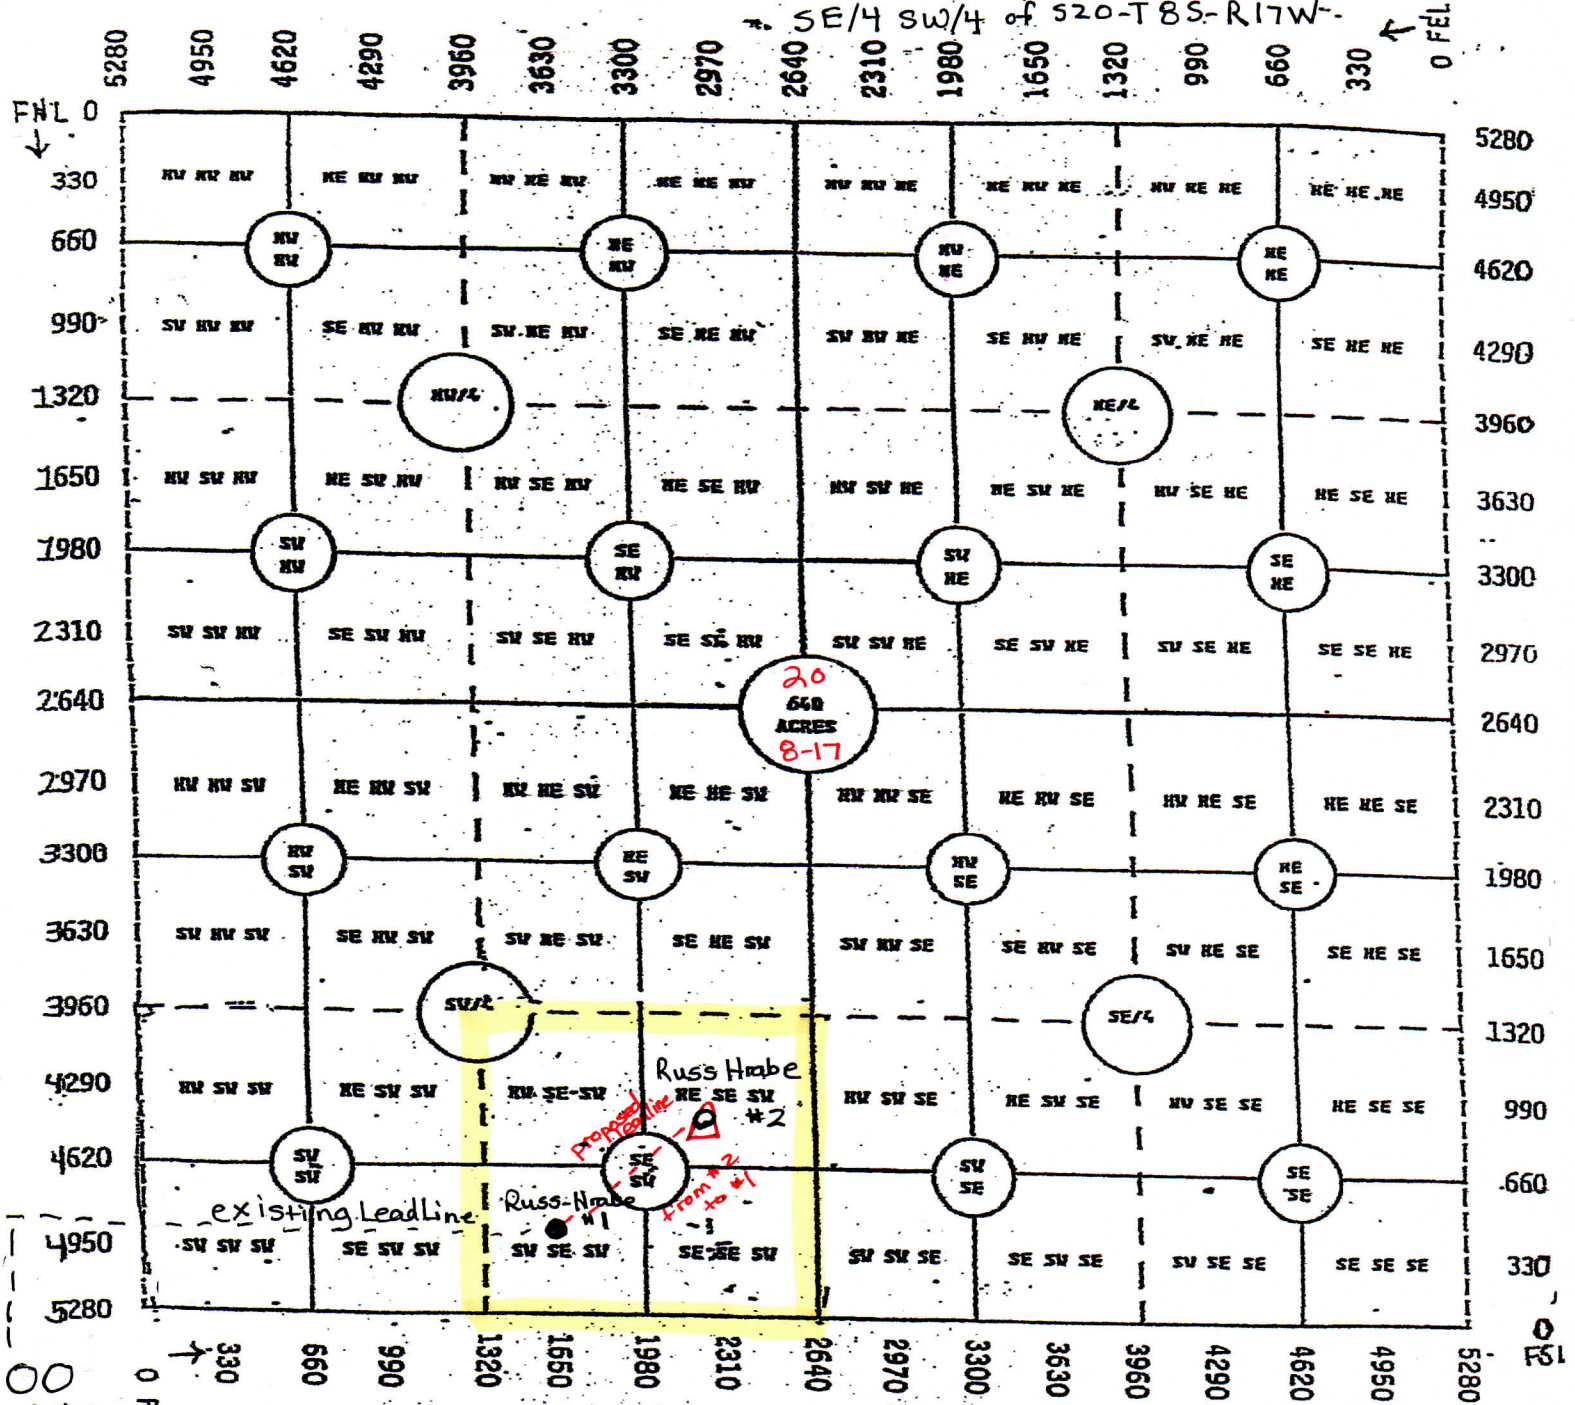 SE/4 SW/4 of S20-T8S-R17W
5280 4950 4620 4290 3960 3630 3300 2970 2640 2310 1980 1650 1320 990 660 330 0 FEL
FNL 0
5280
330 NW NW NW NE NW NW NW NE NW NE NE NW NW NW NE NE NW NE NW NE NE NE NE NE 4950
660 NW NW NE NW NW NE NE NE 4620
990 SW NW NW SE NW NW SW NE NW SE NE NW SW NW NE SE NW NE SW NE NE SE NE NE 4290
1320 NW/4 NE/4 3960
1650 NW SW NW NE SW NW NW SE NW NE SE NW NW SW NE NE SW NE NW SE NE NE SE NE 3630
1980 SW NW SE NW SW NE SE NE 3300
2310 SW SW NW SE SW NW SW SE NW SE SE NW SW SW NE SE SW NE SW SE NE SE SE NE 2970
20
2640 640 ACRES 2640
8-17
2970 NW NW SW NE NW SW NW NE SW NE NE SW NW NW SE NE NW SE NW NE SE NE NE SE 2310
3300 NW SW NE SW NW SE NE SE 1980
3630 SW NW SW SE NW SW SW NE SW SE NE SW SW NW SE SE NW SE SW NE SE SE NE SE 1650
3960 SW/4 SE/4 1320
Russ Hrabe
4290 NW SW SW NE SW SW NW SE-SW NE SE SW NW SW SE NE SW SE NW SE SE NE SE SE 990
#2
proposed Leadline
4620 SW SW SE SW SW SE SE SE 660
from #2
to #1
existing LeadLine
Russ-Hrabe
#1
4950 SW SW SW SE SW SW SW SE SW SE SE SW SW SW SE SE SW SE SW SE SE SE SE SE 330
5280
0
FSL
0 F 330 660 990 1320 1650 1980 2310 2640 2970 3300 3630 3960 4290 4620 4950 5280